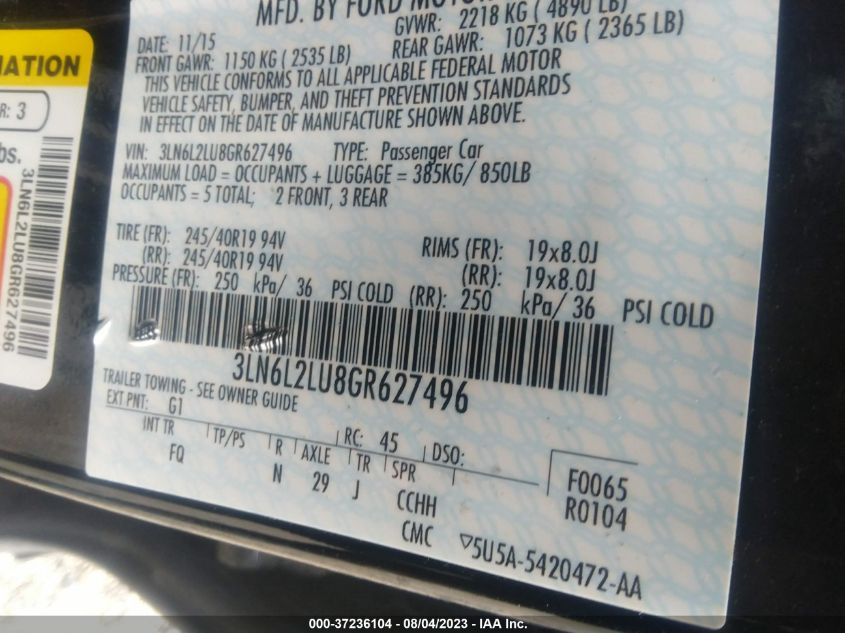 MFD. BY FORD MOTOR
DATE: 11/15
GVWR: 2218 KG ( 4890 LB)
FRONT GAWR: 1150 KG ( 2535 LB)
REAR GAWR: 1073 KG ( 2365 LB)
THIS VEHICLE CONFORMS TO ALL APPLICABLE FEDERAL MOTOR
VEHICLE SAFETY, BUMPER, AND THEFT PREVENTION STANDARDS
IN EFFECT ON THE DATE OF MANUFACTURE SHOWN ABOVE.
VIN: 3LN6L2LU8GR627496 TYPE: Passenger Car
MAXIMUM LOAD = OCCUPANTS + LUGGAGE = 385KG/ 850LB
OCCUPANTS = 5 TOTAL; 2 FRONT, 3 REAR
TIRE (FR): 245/40R19 94V RIMS (FR): 19x8.0J
(RR): 245/40R19 94V (RR): 19x8.0J
PRESSURE (FR): 250 kPa/ 36 PSI COLD (RR): 250 kPa/ 36 PSI COLD
3LN6L2LU8GR627496
TRAILER TOWING - SEE OWNER GUIDE
EXT PNT: G1 RC: 45 DSO:
INT TR TP/PS R AXLE TR SPR
FQ N 29 J CCHH
CMC
F0065
R0104
5U5A-5420472-AA
MATION
R: 3
bs.
3LN6L2LU8GR627496
000-37236104 - 08/04/2023 - IAA Inc.